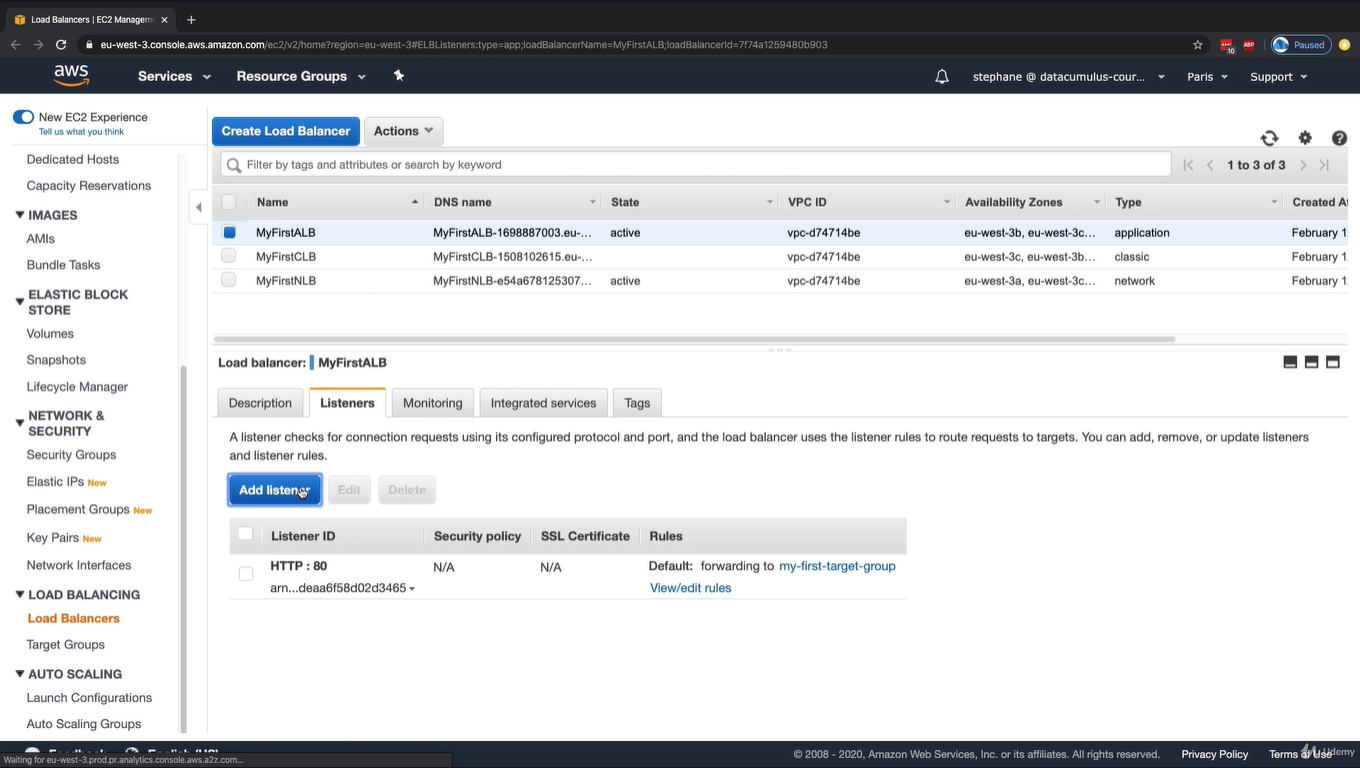 Load Balancers | EC2 Managem
eu-west-3.console.aws.amazon.com/ec2/v2/home?region=eu-west-3#ELBListeners:type=app;loadBalancerName=MyFirstALB;loadBalancerId=7f74a1259480b903
10
ABP
Paused
aws
Services
Resource Groups
stephane @ datacumulus-cour...
Paris
Support
New EC2 Experience
Tell us what you think
Dedicated Hosts
Capacity Reservations
IMAGES
AMIs
Bundle Tasks
ELASTIC BLOCK
STORE
Volumes
Snapshots
Lifecycle Manager
NETWORK &
SECURITY
Security Groups
Elastic IPs New
Placement Groups New
Key Pairs New
Network Interfaces
LOAD BALANCING
Load Balancers
Target Groups
AUTO SCALING
Launch Configurations
Auto Scaling Groups
Create Load Balancer
Actions
Filter by tags and attributes or search by keyword
1 to 3 of 3
Name DNS name State VPC ID Availability Zones Type Created At
MyFirstALB MyFirstALB-1698887003.eu-... active vpc-d74714be eu-west-3b, eu-west-3c... application February 1
MyFirstCLB MyFirstCLB-1508102615.eu-... vpc-d74714be eu-west-3c, eu-west-3b... classic February 1
MyFirstNLB MyFirstNLB-e54a678125307... active vpc-d74714be eu-west-3a, eu-west-3c... network February 1
Load balancer: MyFirstALB
Description Listeners Monitoring Integrated services Tags
A listener checks for connection requests using its configured protocol and port, and the load balancer uses the listener rules to route requests to targets. You can add, remove, or update listeners
and listener rules.
Add listener Edit Delete
Listener ID Security policy SSL Certificate Rules
HTTP : 80 N/A N/A Default: forwarding to my-first-target-group
arn...deaa6f58d02d3465 View/edit rules
Feedback English (US)
Waiting for eu-west-3.prod.pr.analytics.console.aws.a2z.com...
© 2008 - 2020, Amazon Web Services, Inc. or its affiliates. All rights reserved. Privacy Policy Terms of Use
Udemy